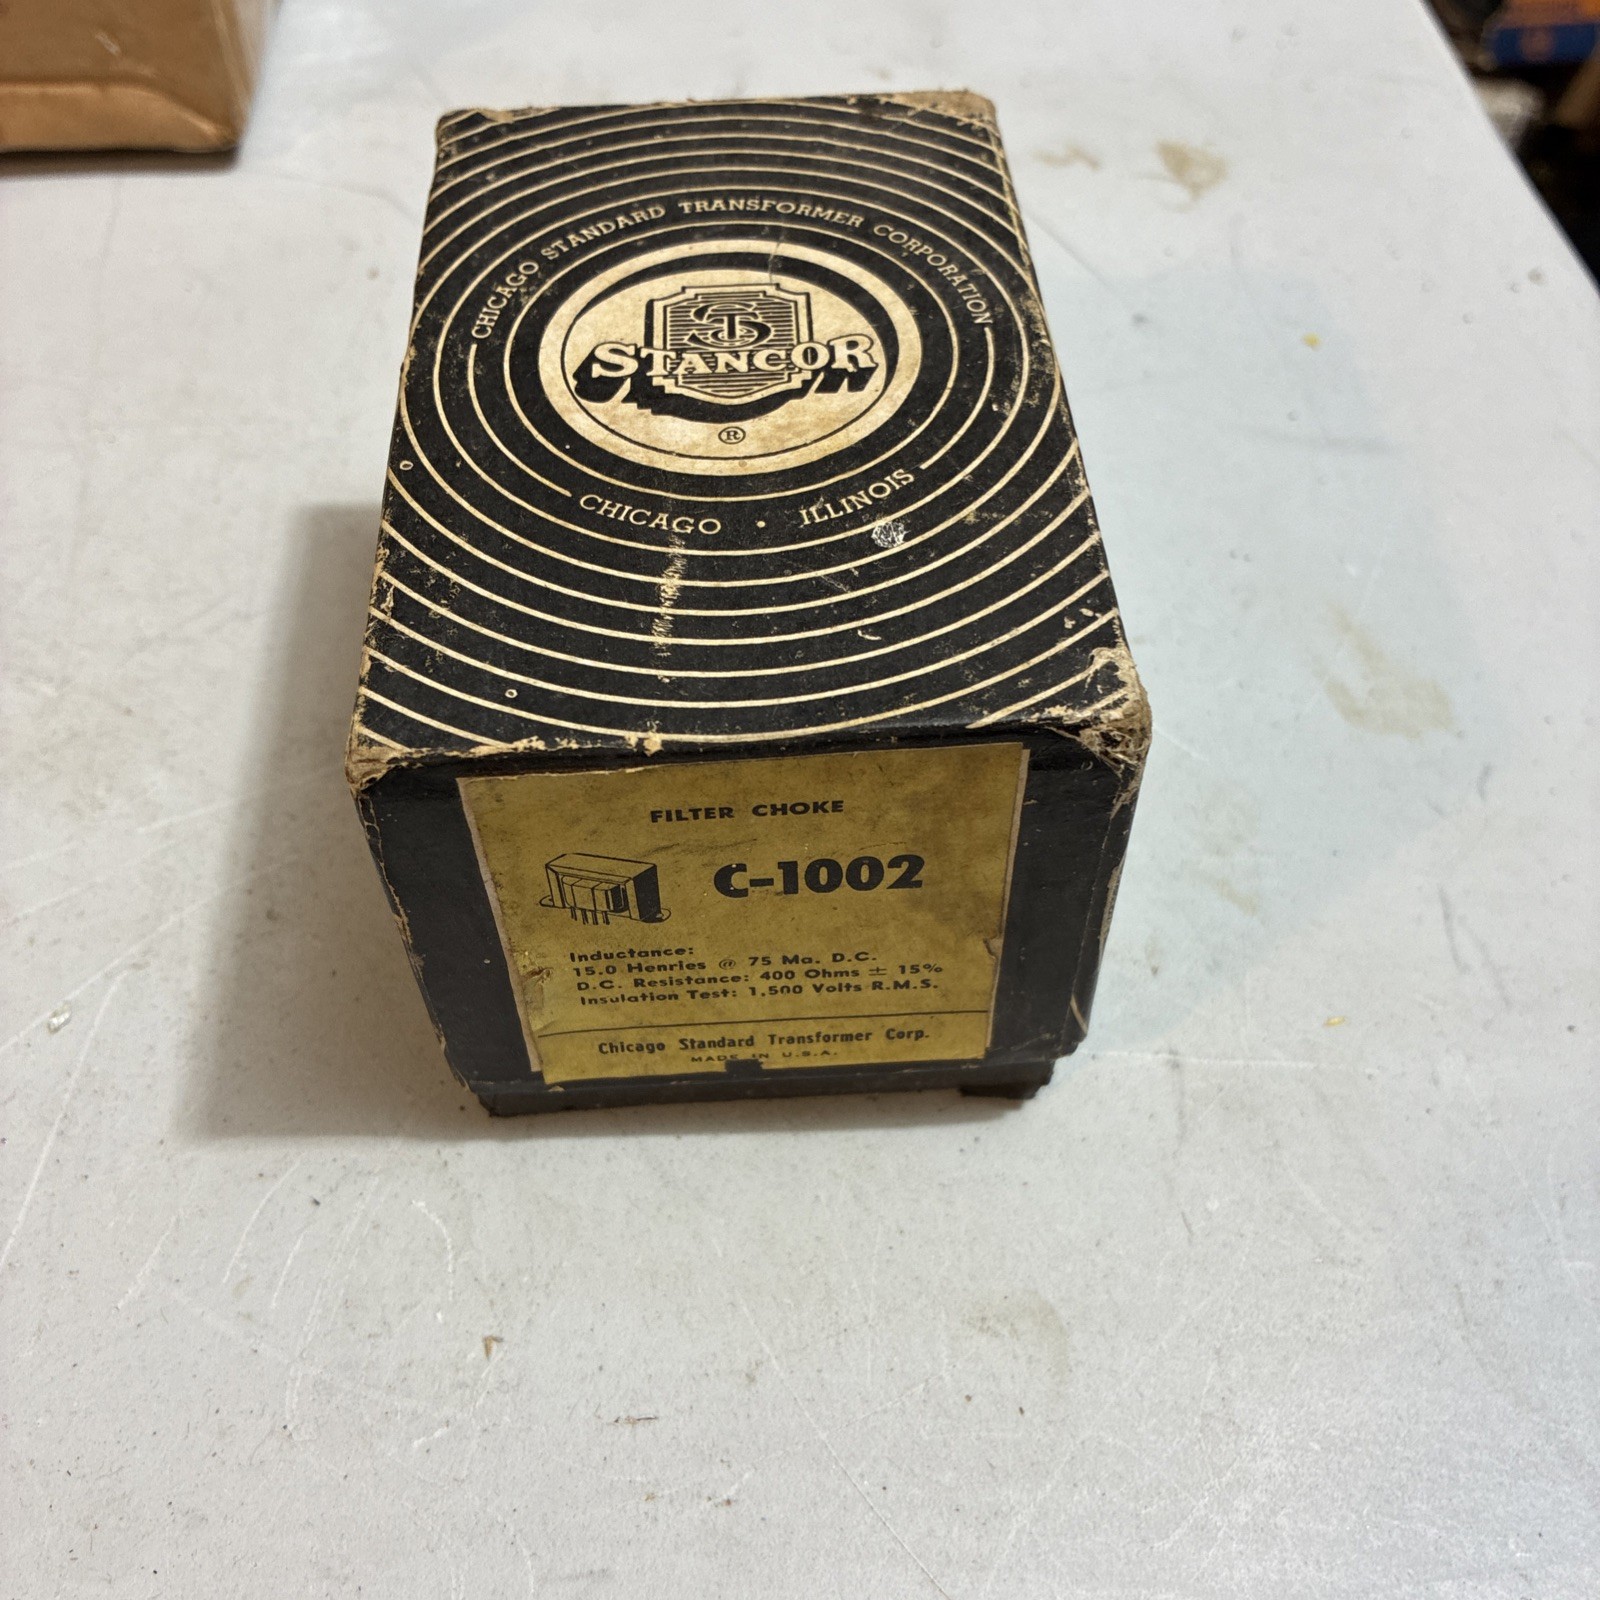 CHICAGO STANDARD TRANSFORMER CORPORATION
STS
STANCOR
®
CHICAGO • ILLINOIS
FILTER CHOKE
C-1002
Inductance:
15.0 Henries @ 75 Ma. D.C.
D.C. Resistance: 400 Ohms ± 15%
Insulation Test: 1,500 Volts R.M.S.
Chicago Standard Transformer Corp.
MADE IN U.S.A.